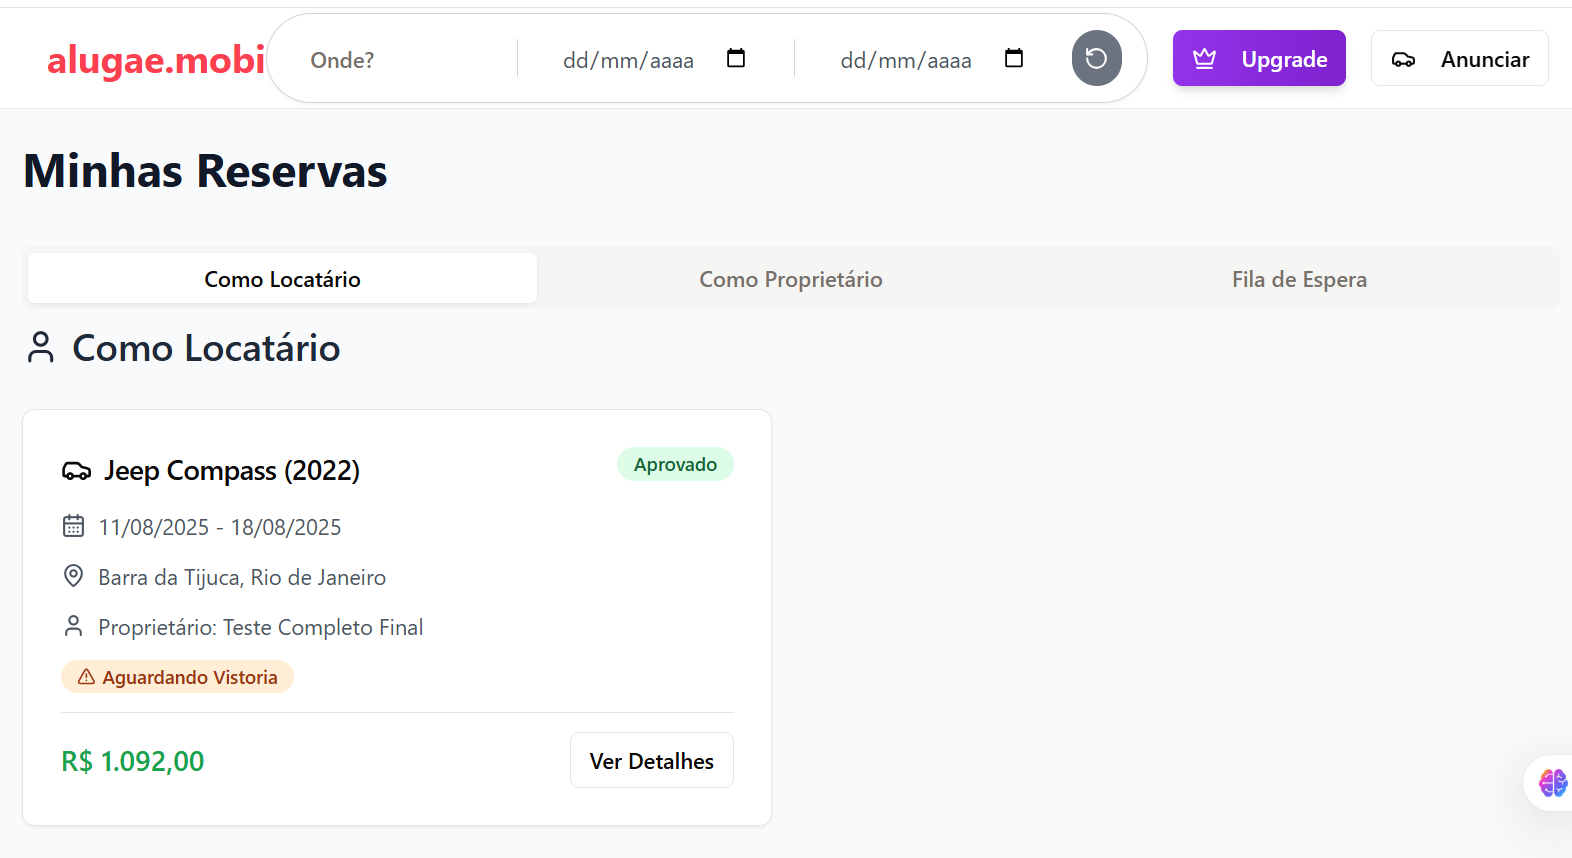 alugae.mobi Onde? dd/mm/aaaa dd/mm/aaaa Upgrade Anunciar
Minhas Reservas
Como Locatário Como Proprietário Fila de Espera
Como Locatário
Jeep Compass (2022) Aprovado
11/08/2025 - 18/08/2025
Barra da Tijuca, Rio de Janeiro
Proprietário: Teste Completo Final
Aguardando Vistoria
R$ 1.092,00 Ver Detalhes